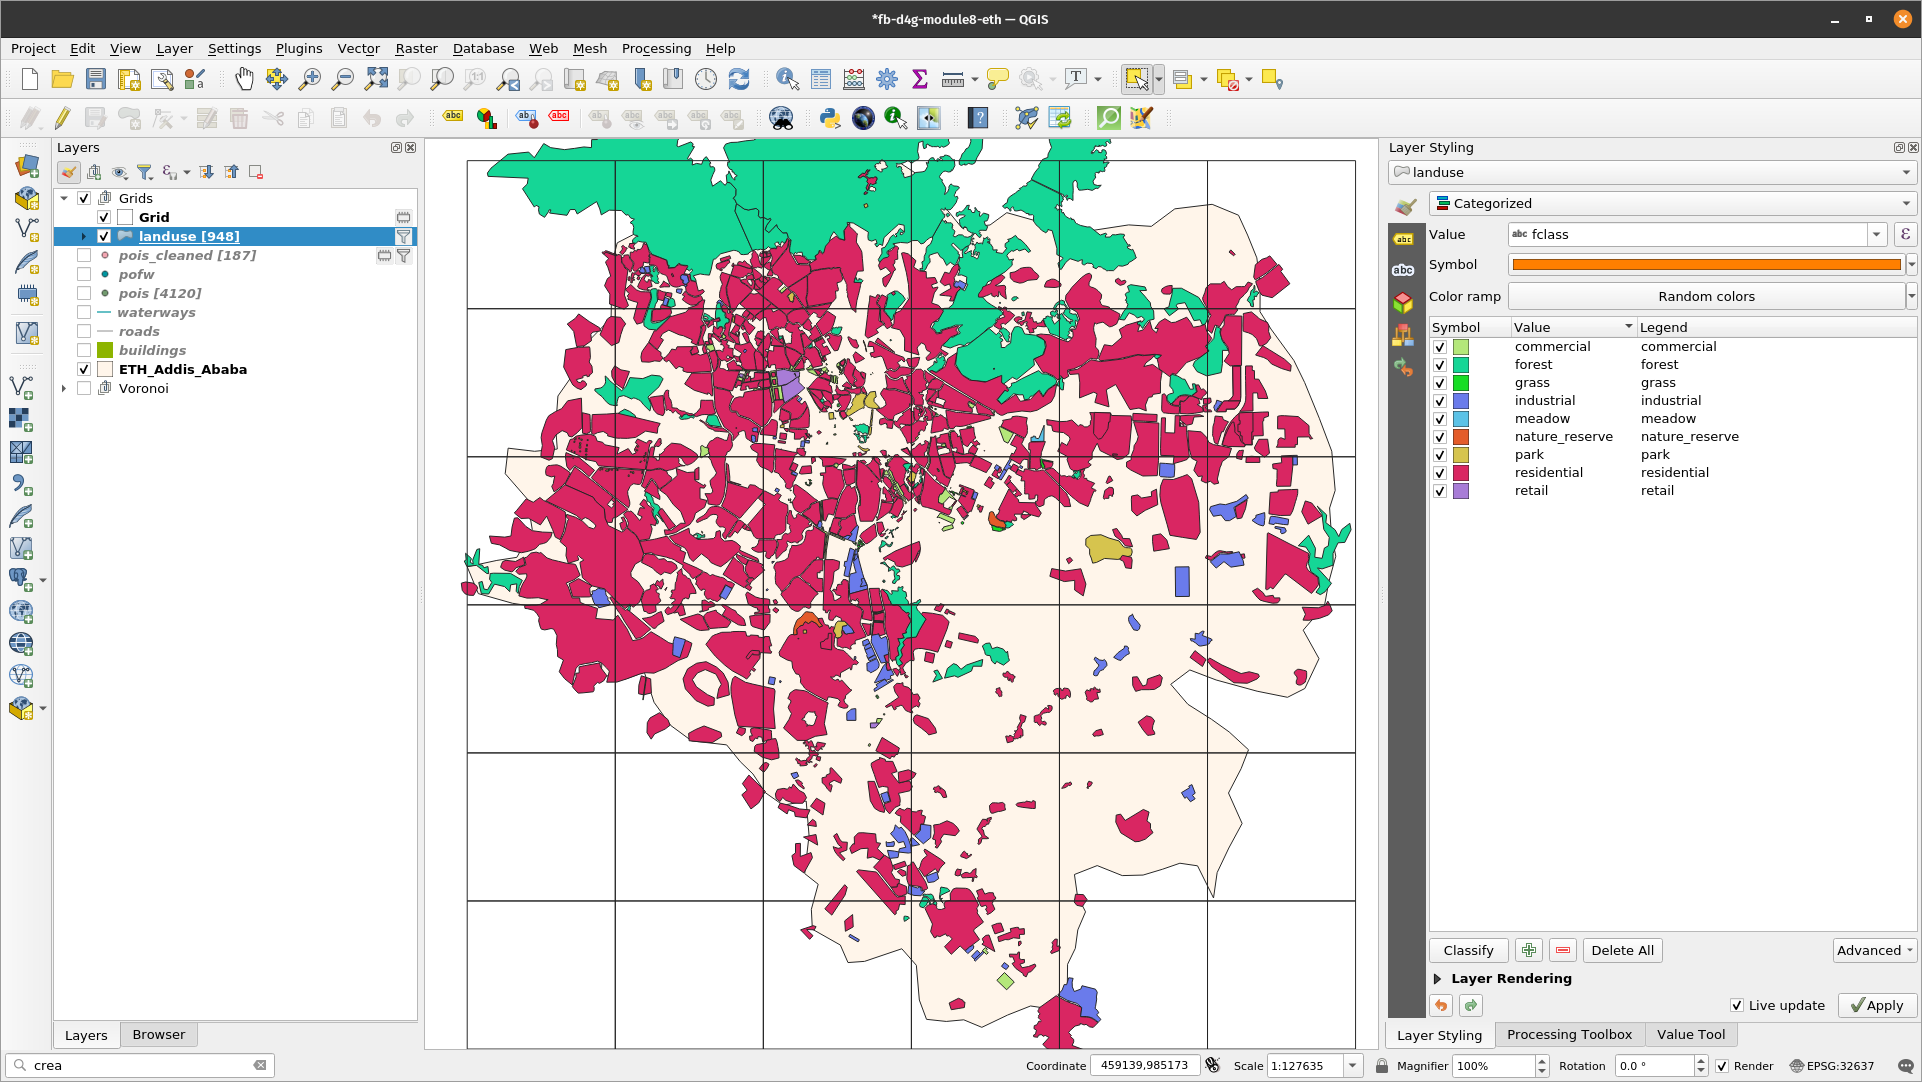 *fb-d4g-module8-eth — QGIS
Project Edit View Layer Settings Plugins Vector Raster Database Web Mesh Processing Help
Layers
Grids
Grid
landuse [948]
pois_cleaned [187]
pofw
pois [4120]
waterways
roads
buildings
ETH_Addis_Ababa
Voronoi
Layers Browser
crea
Layer Styling
landuse
Categorized
Value abc fclass ε
Symbol
Color ramp Random colors
Symbol Value Legend
commercial commercial
forest forest
grass grass
industrial industrial
meadow meadow
nature_reserve nature_reserve
park park
residential residential
retail retail
Classify Delete All Advanced
Layer Rendering
Live update Apply
Layer Styling Processing Toolbox Value Tool
Coordinate 459139,985173 Scale 1:127635 Magnifier 100% Rotation 0.0 ° Render EPSG:32637